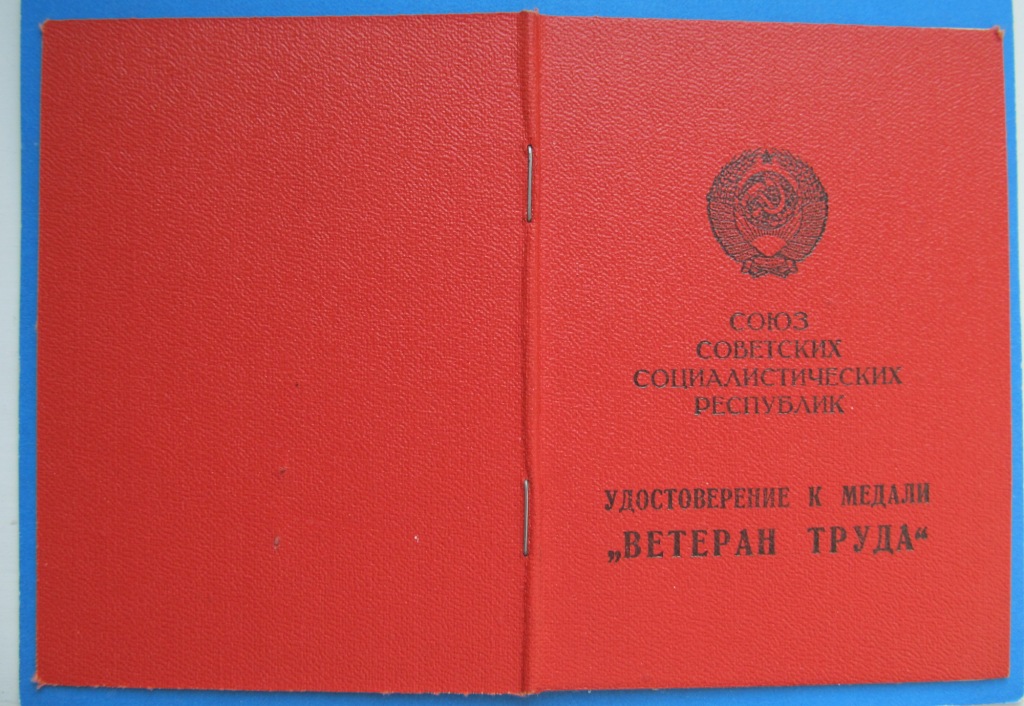 СОЮЗ
СОВЕТСКИХ
СОЦИАЛИСТИЧЕСКИХ
РЕСПУБЛИК
УДОСТОВЕРЕНИЕ К МЕДАЛИ
„ВЕТЕРАН ТРУДА“